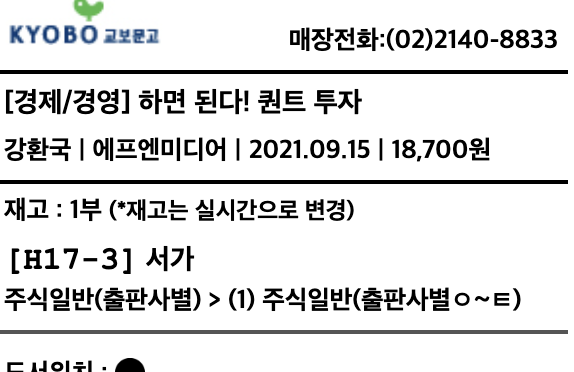 KYOBO 교보문고
매장전화:(02)2140-8833
[경제/경영] 하면 된다! 퀀트 투자
강환국 | 에프엔미디어 | 2021.09.15 | 18,700원
재고 : 1부 (*재고는 실시간으로 변경)
[H17-3] 서가
주식일반(출판사별) > (1) 주식일반(출판사별ㅇ~ㅌ)
도서위치 :